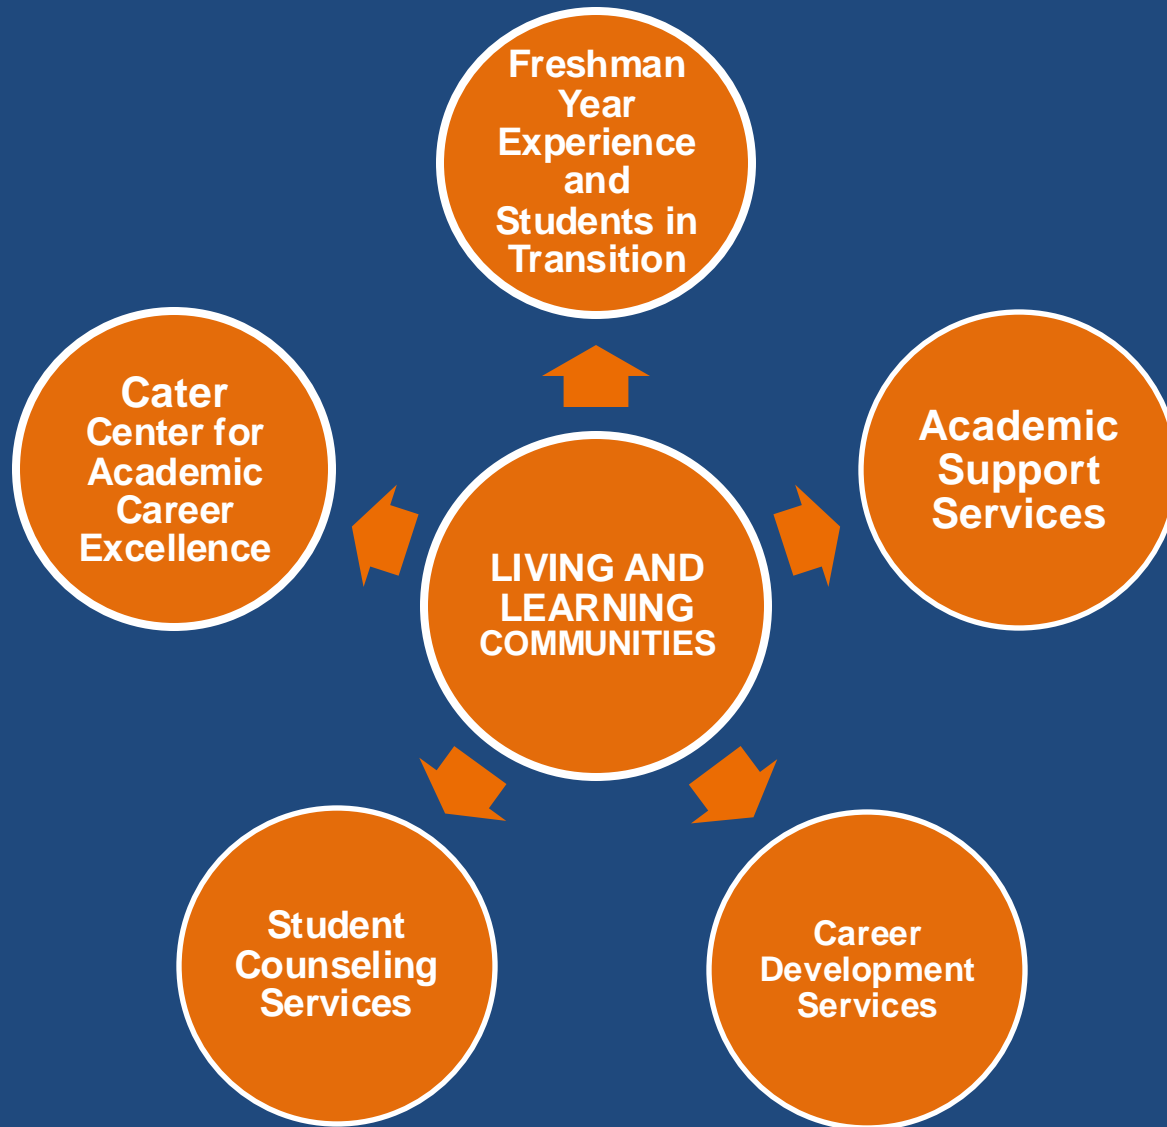 Freshman
Year
Experience
and
Students in
Transition
Cater
Center for
Academic
Career
Excellence
Academic
Support
Services
LIVING AND
LEARNING
COMMUNITIES
Student
Counseling
Services
Career
Development
Services